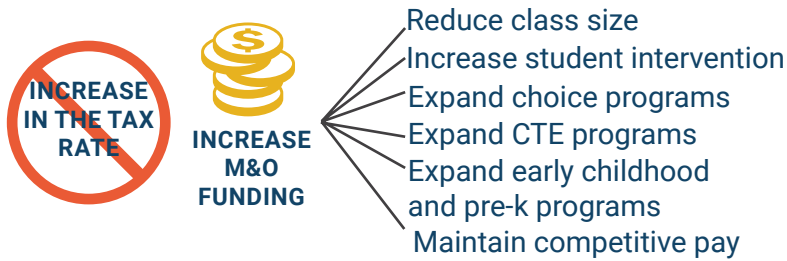 INCREASE
IN THE TAX
RATE
$
INCREASE
M&O
FUNDING
Reduce class size
Increase student intervention
Expand choice programs
Expand CTE programs
Expand early childhood
and pre-k programs
Maintain competitive pay